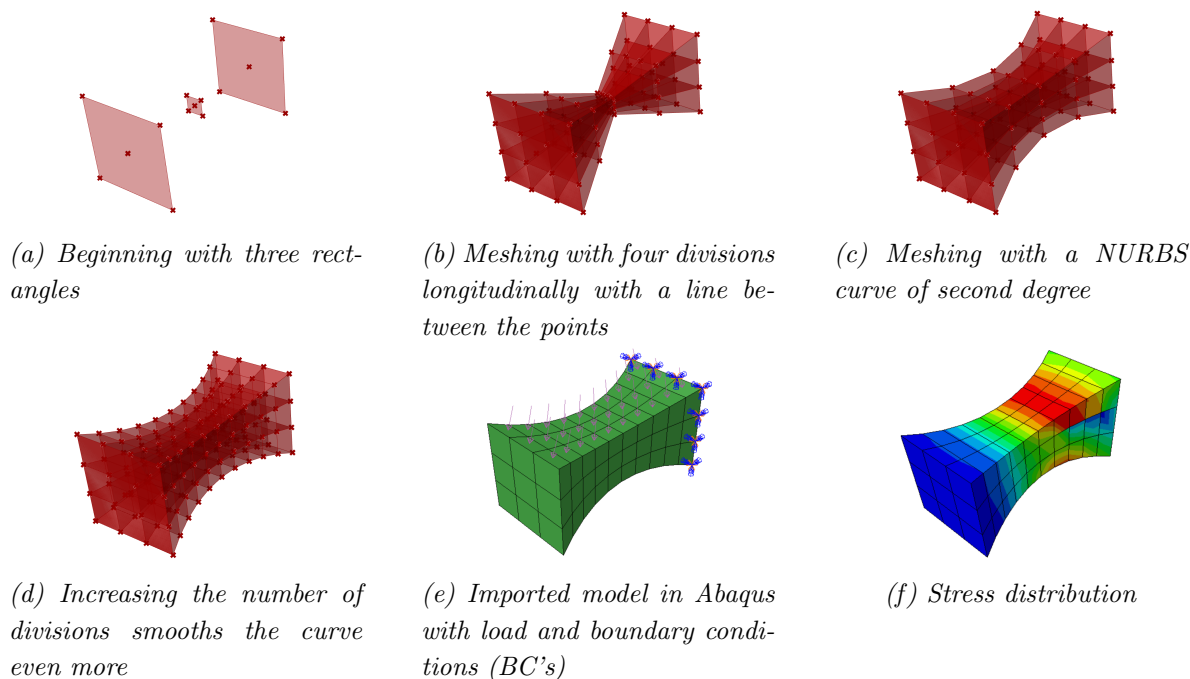 (a) Beginning with three rect-
angles
(b) Meshing with four divisions
longitudinally with a line be-
tween the points
(c) Meshing with a NURBS
curve of second degree
(d) Increasing the number of
divisions smooths the curve
even more
(e) Imported model in Abaqus
with load and boundary condi-
tions (BC's)
(f) Stress distribution